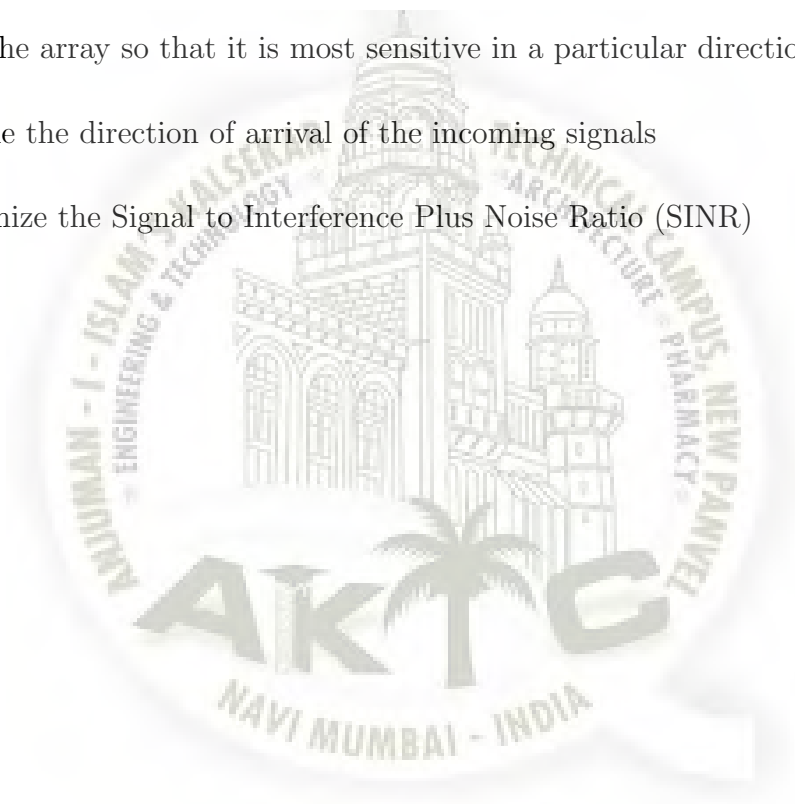 he array so that it is most sensitive in a particular directio
e the direction of arrival of the incoming signals
nize the Signal to Interference Plus Noise Ratio (SINR)
ANJUMAN - I - ISLAM'S KALSEKAR TECHNICAL CAMPUS, NEW PANVEL
ENGINEERING & TECHNOLOGY ARCHITECTURE PHARMACY
AKTC
NAVI MUMBAI - INDIA